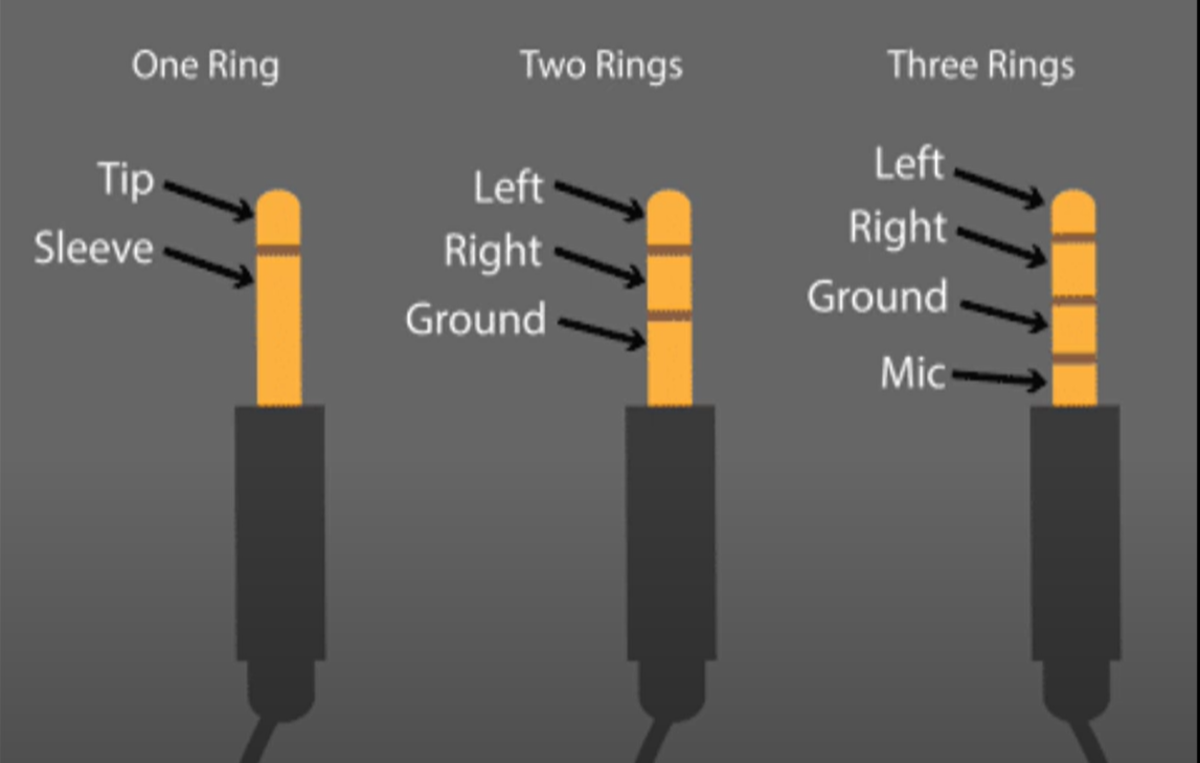 One Ring
Two Rings
Three Rings
Tip
Sleeve
Left
Right
Ground
Left
Right
Ground
Mic